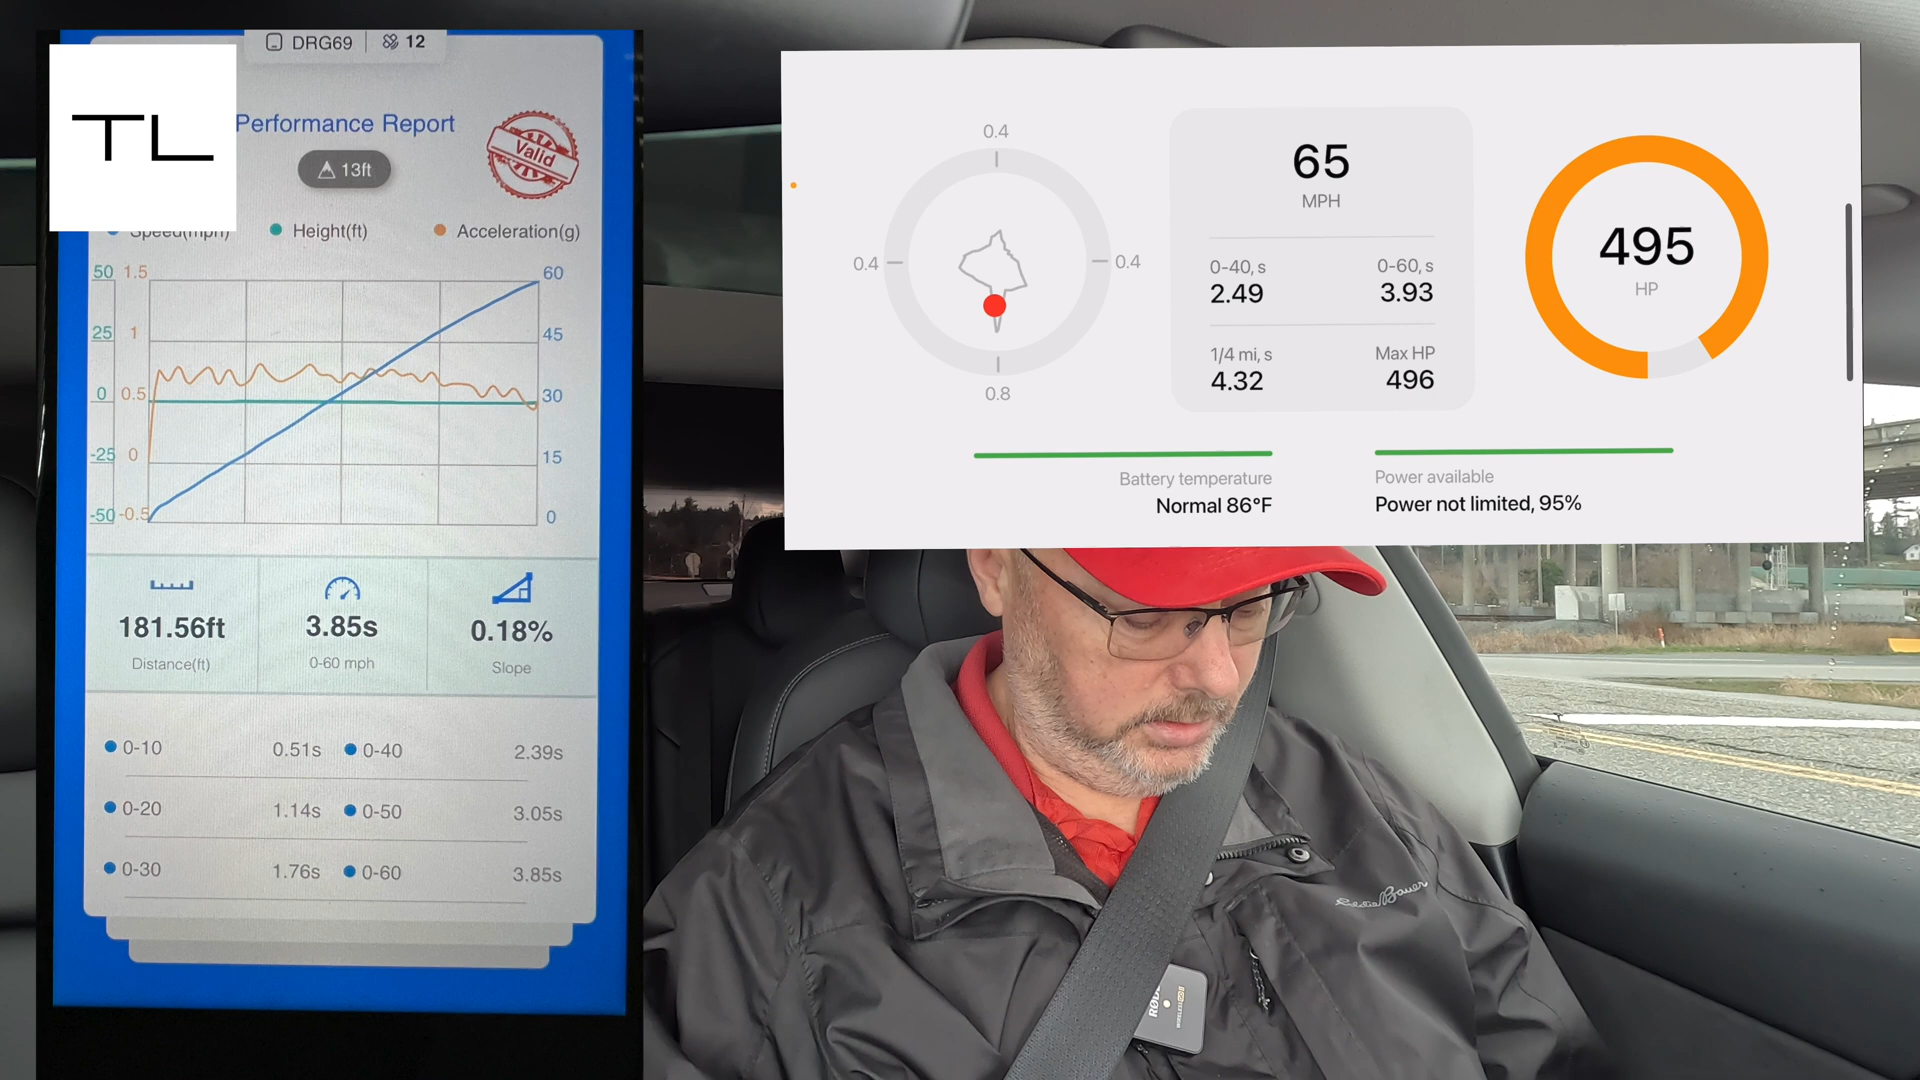 DRG69 12
TL
Performance Report
Valid
13ft
Speed(mph) Height(ft) Acceleration(g)
50 1.5 60
25 1 45
0 0.5 30
-25 0 15
-50 -0.5 0
181.56ft 3.85s 0.18%
Distance(ft) 0-60 mph Slope
0-10 0.51s 0-40 2.39s
0-20 1.14s 0-50 3.05s
0-30 1.76s 0-60 3.85s
0.4
0.4 0.4
0.8
65
MPH
0-40, s 0-60, s
2.49 3.93
1/4 mi, s Max HP
4.32 496
495
HP
Battery temperature
Normal 86°F
Power available
Power not limited, 95%
Eddie Bauer
RØDE